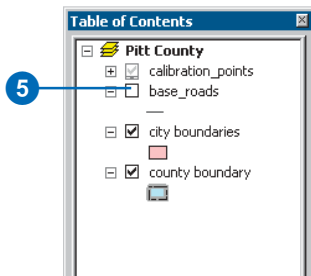 Table of Contents
Pitt County
calibration_points
5
base_roads
city boundaries
county boundary